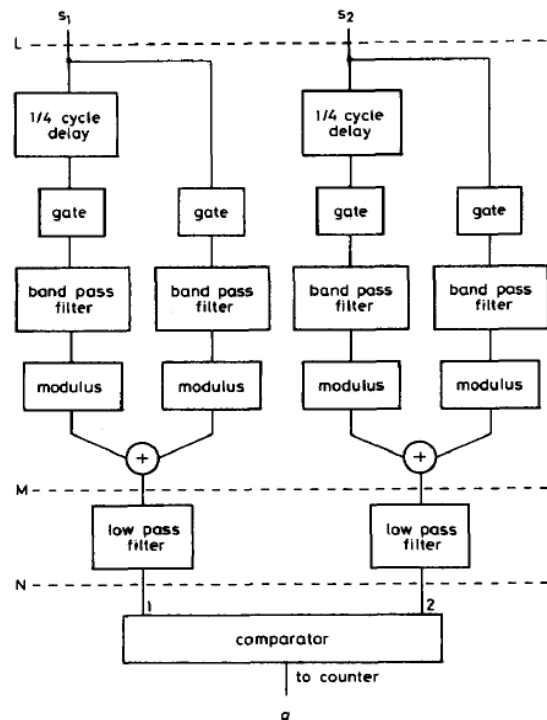 s1 s2
L
1/4 cycle
delay
1/4 cycle
delay
gate gate gate gate
band pass
filter
band pass
filter
band pass
filter
band pass
filter
modulus modulus modulus modulus
+ +
M
low pass
filter
low pass
filter
N
1 2
comparator
to counter
a